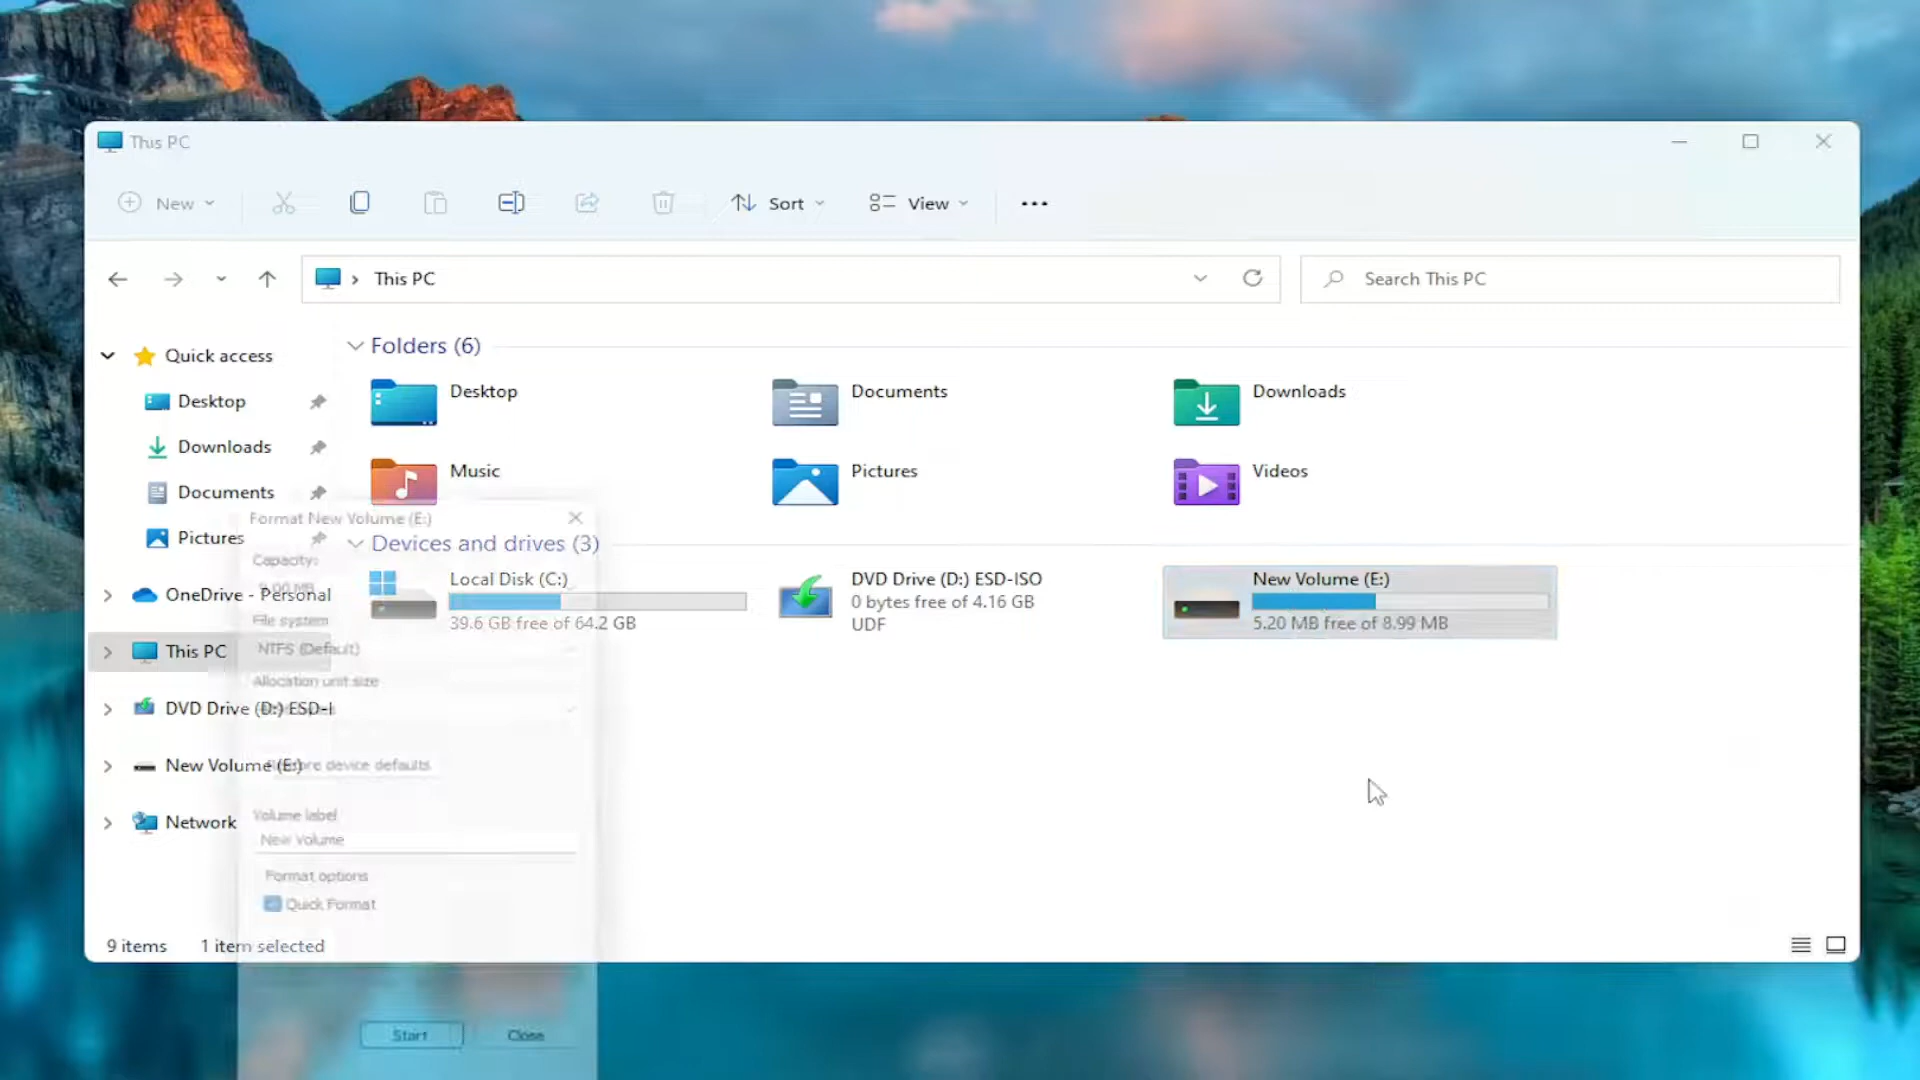 This PC
New
Sort
View
This PC
Search This PC
Quick access
Desktop
Downloads
Documents
Pictures
OneDrive - Personal
This PC
DVD Drive (D:) ESD-I
New Volume (E:)
Network
Folders (6)
Desktop
Documents
Downloads
Music
Pictures
Videos
Devices and drives (3)
Local Disk (C:)
39.6 GB free of 64.2 GB
DVD Drive (D:) ESD-ISO
0 bytes free of 4.16 GB
UDF
New Volume (E:)
5.20 MB free of 8.99 MB
Format New Volume (E:)
Capacity:
9.00 MB
File system
NTFS (Default)
Allocation unit size
device defaults
Volume label
New Volume
Format options
Quick Format
Start
Close
9 items
1 item selected